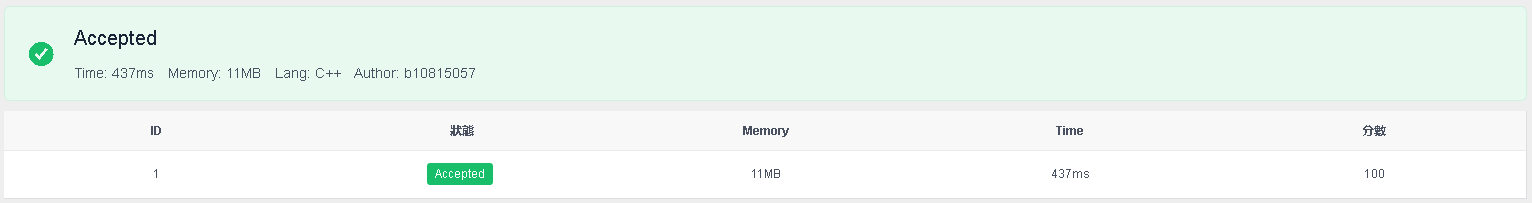 Accepted
Time: 437ms Memory: 11MB Lang: C++ Author: b10815057
ID 狀態 Memory Time 分數
1 Accepted 11MB 437ms 100